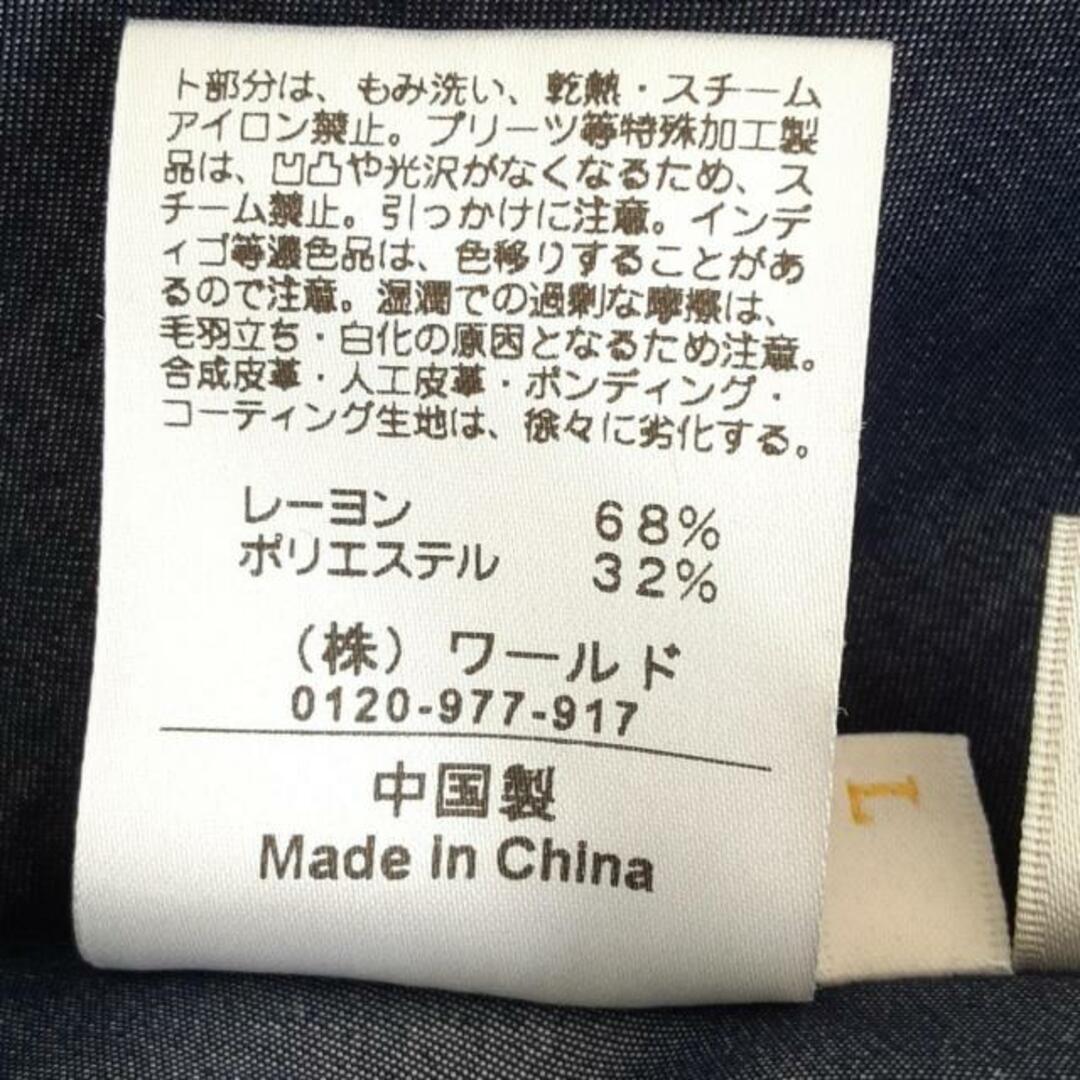 ト部分は、もみ洗い、乾熱・スチーム
アイロン禁止。プリーツ等特殊加工製
品は、凹凸や光沢がなくなるため、ス
チーム禁止。引っかけに注意。インデ
ィゴ等濃色品は、色移りすることがあ
るので注意。湿潤での過剰な摩擦は、
毛羽立ち・白化の原因となるため注意。
合成皮革・人工皮革・ボンディング・
コーティング生地は、徐々に劣化する。
レーヨン 68%
ポリエステル 32%
(株) ワールド
0120-977-917
中国製
Made in China
L